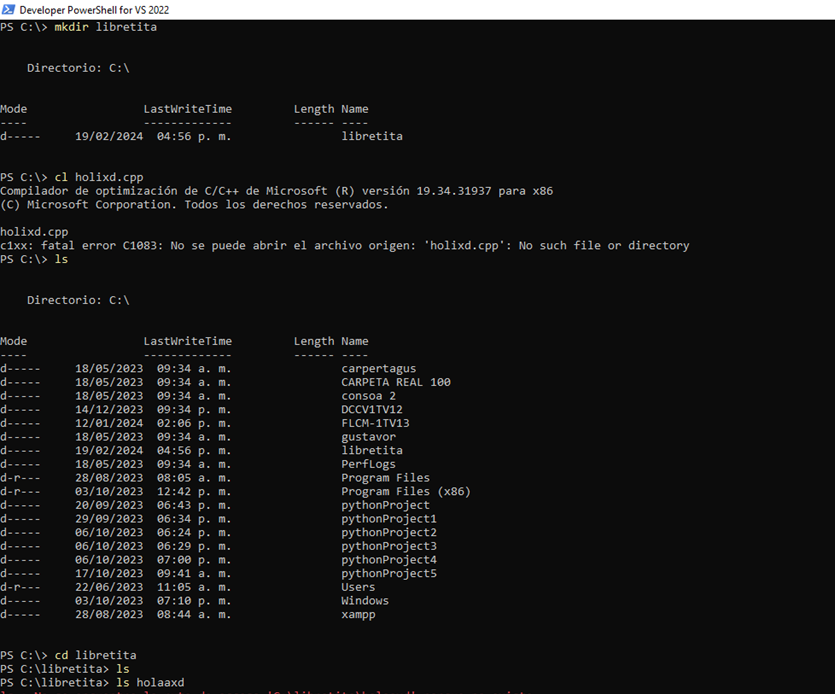 Developer PowerShell for VS 2022
PS C:\> mkdir libretita
Directorio: C:\
Mode LastWriteTime Length Name
---- ------------- ------ ----
d----- 19/02/2024 04:56 p. m. libretita
PS C:\> cl holixd.cpp
Compilador de optimización de C/C++ de Microsoft (R) versión 19.34.31937 para x86
(C) Microsoft Corporation. Todos los derechos reservados.
holixd.cpp
c1xx: fatal error C1083: No se puede abrir el archivo origen: 'holixd.cpp': No such file or directory
PS C:\> ls
Directorio: C:\
Mode LastWriteTime Length Name
---- ------------- ------ ----
d----- 18/05/2023 09:34 a. m. carpertagus
d----- 18/05/2023 09:34 a. m. CARPETA REAL 100
d----- 18/05/2023 09:34 a. m. consoa 2
d----- 14/12/2023 09:34 p. m. DCCV1TV12
d----- 12/01/2024 02:06 p. m. FLCM-1TV13
d----- 18/05/2023 09:34 a. m. gustavor
d----- 19/02/2024 04:56 p. m. libretita
d----- 18/05/2023 09:34 a. m. PerfLogs
d-r--- 28/08/2023 08:05 a. m. Program Files
d-r--- 03/10/2023 12:42 p. m. Program Files (x86)
d----- 20/09/2023 06:43 p. m. pythonProject
d----- 29/09/2023 06:34 p. m. pythonProject1
d----- 06/10/2023 06:24 p. m. pythonProject2
d----- 06/10/2023 06:29 p. m. pythonProject3
d----- 06/10/2023 07:00 p. m. pythonProject4
d----- 17/10/2023 09:41 a. m. pythonProject5
d-r--- 22/06/2023 11:05 a. m. Users
d----- 03/10/2023 07:10 p. m. Windows
d----- 28/08/2023 08:44 a. m. xampp
PS C:\> cd libretita
PS C:\libretita> ls
PS C:\libretita> ls holaaxd